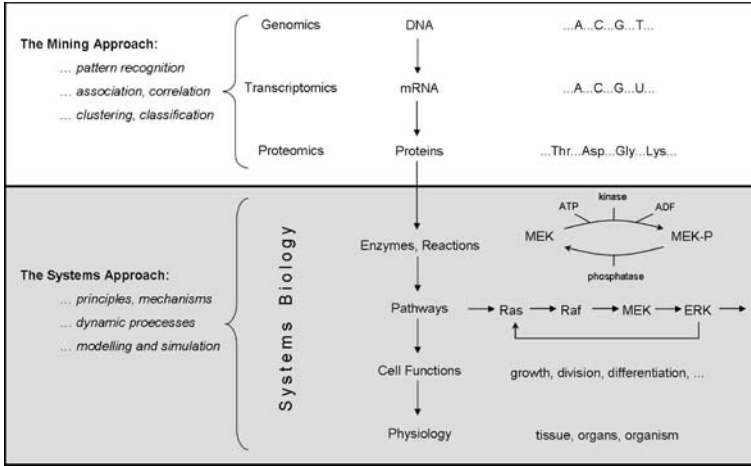 The Mining Approach:
... pattern recognition
... association, correlation
... clustering, classification
Genomics DNA ...A...C...G...T...
Transcriptomics mRNA ...A...C...G...U...
Proteomics Proteins ...Thr...Asp...Gly...Lys...
The Systems Approach:
... principles, mechanisms
... dynamic proecesses
... modelling and simulation
Systems Biology
Enzymes, Reactions
kinase
ATP ADF
MEK MEK-P
phosphatase
Pathways Ras Raf MEK ERK
Cell Functions growth, division, differentiation, ...
Physiology tissue, organs, organism